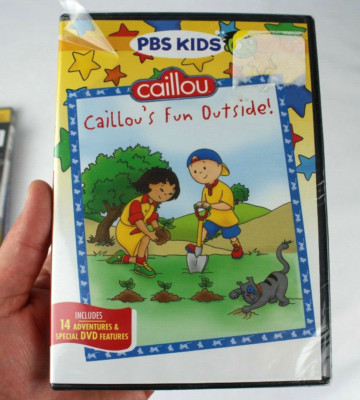 PBS KIDS
caillou
Caillou's Fun Outside!
INCLUDES
14 ADVENTURES &
SPECIAL DVD FEATURES